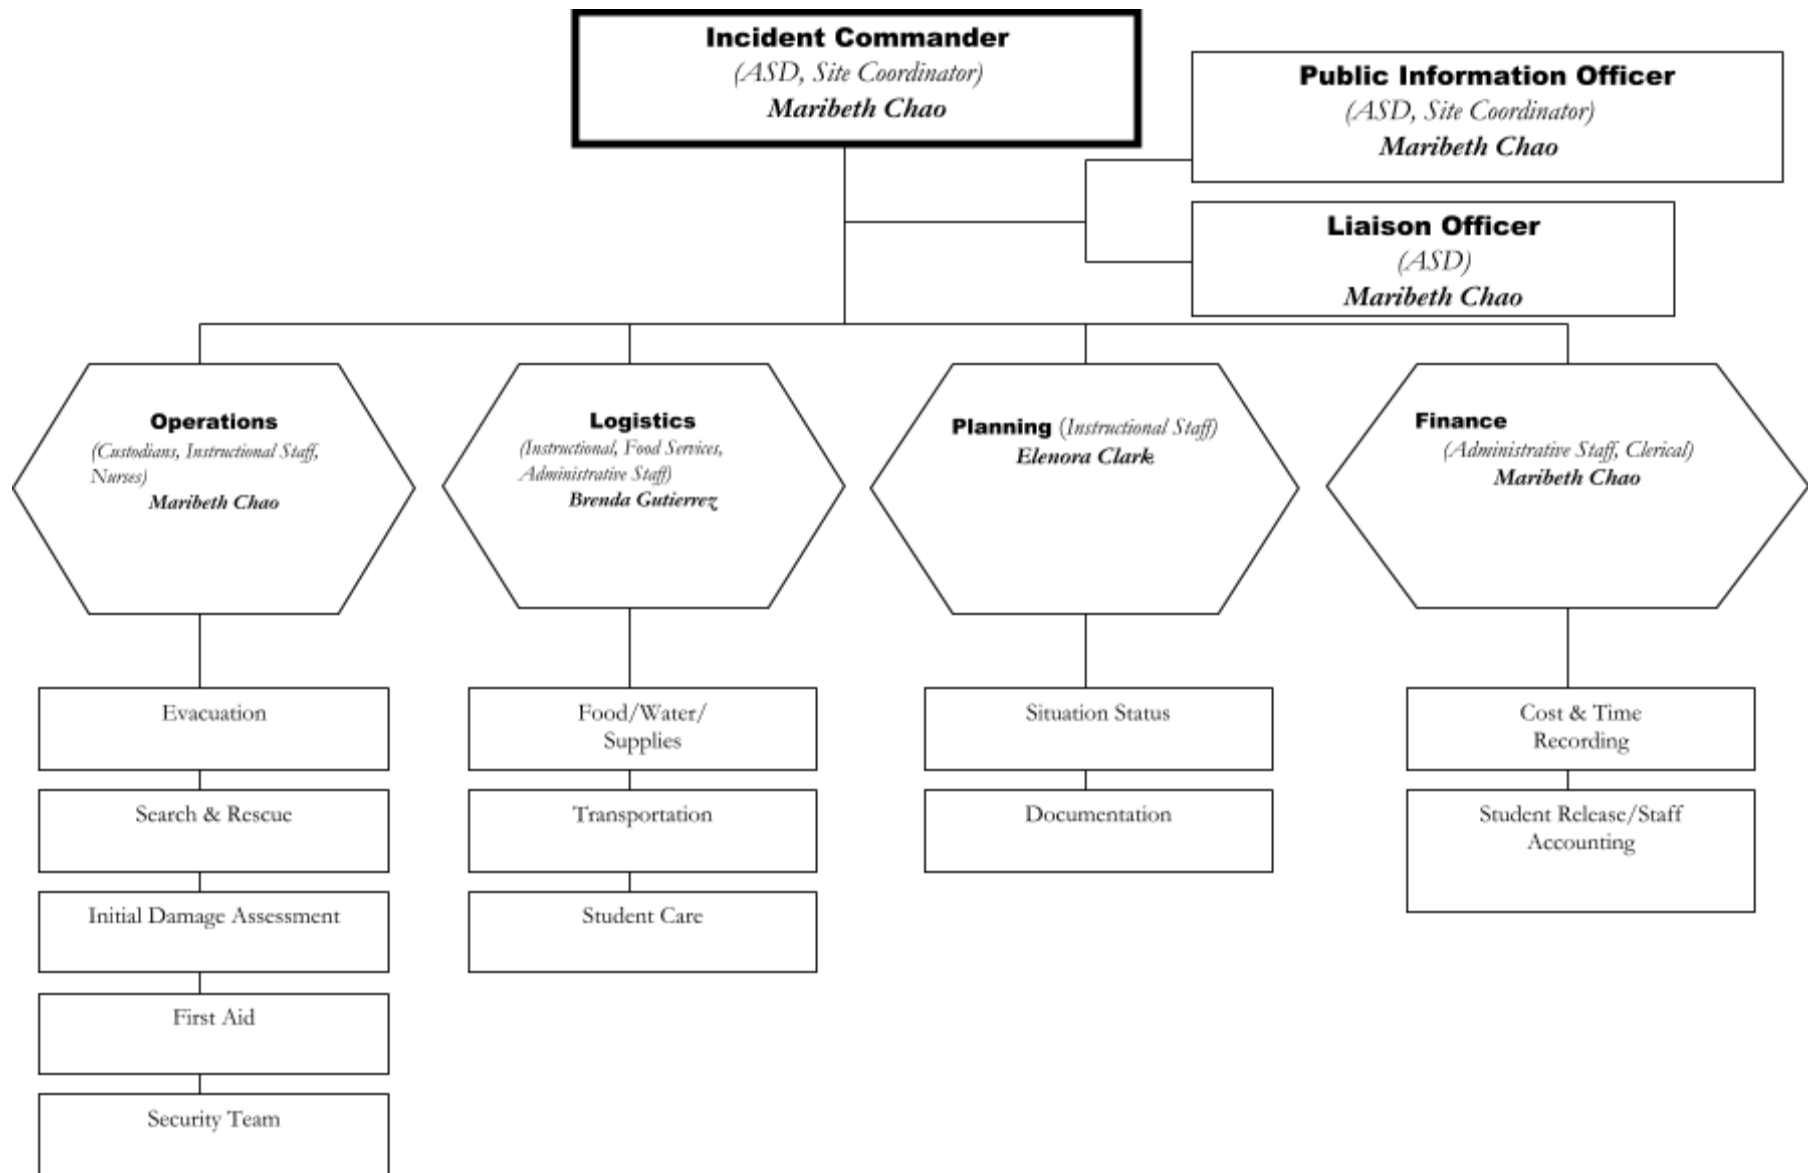 Incident Commander
(ASD, Site Coordinator)
Maribeth Chao
Public Information Officer
(ASD, Site Coordinator)
Maribeth Chao
Liaison Officer
(ASD)
Maribeth Chao
Operations
(Custodians, Instructional Staff,
Nurses)
Maribeth Chao
Logistics
(Instructional, Food Services,
Administrative Staff)
Brenda Gutierrez
Planning (Instructional Staff)
Elenora Clark
Finance
(Administrative Staff, Clerical)
Maribeth Chao
Evacuation
Search & Rescue
Initial Damage Assessment
First Aid
Security Team
Food/Water/
Supplies
Transportation
Student Care
Situation Status
Documentation
Cost & Time
Recording
Student Release/Staff
Accounting